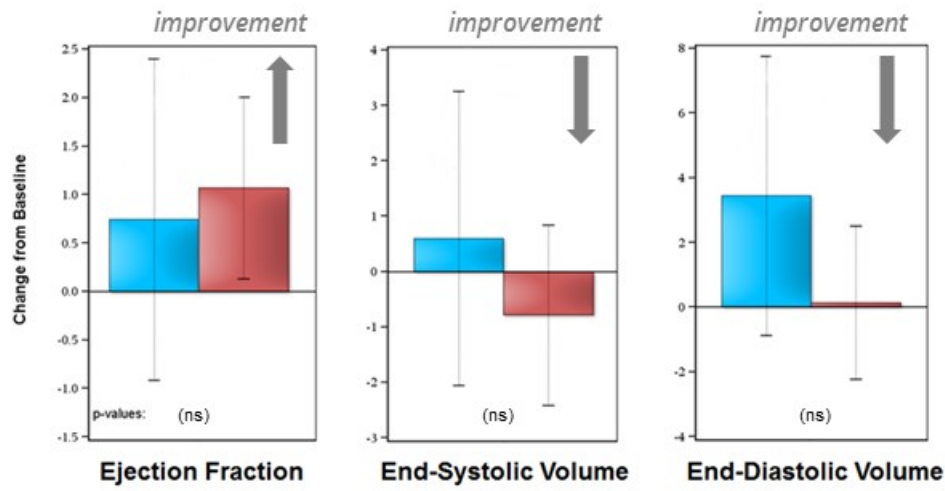 improvement
improvement
improvement
Change from Baseline
2.5
2.0
1.5
1.0
0.5
0.0
-0.5
-1.0
-1.5
p-values: (ns)
Ejection Fraction
4
3
2
1
0
-1
-2
-3
(ns)
End-Systolic Volume
8
6
4
2
0
-2
-4
(ns)
End-Diastolic Volume